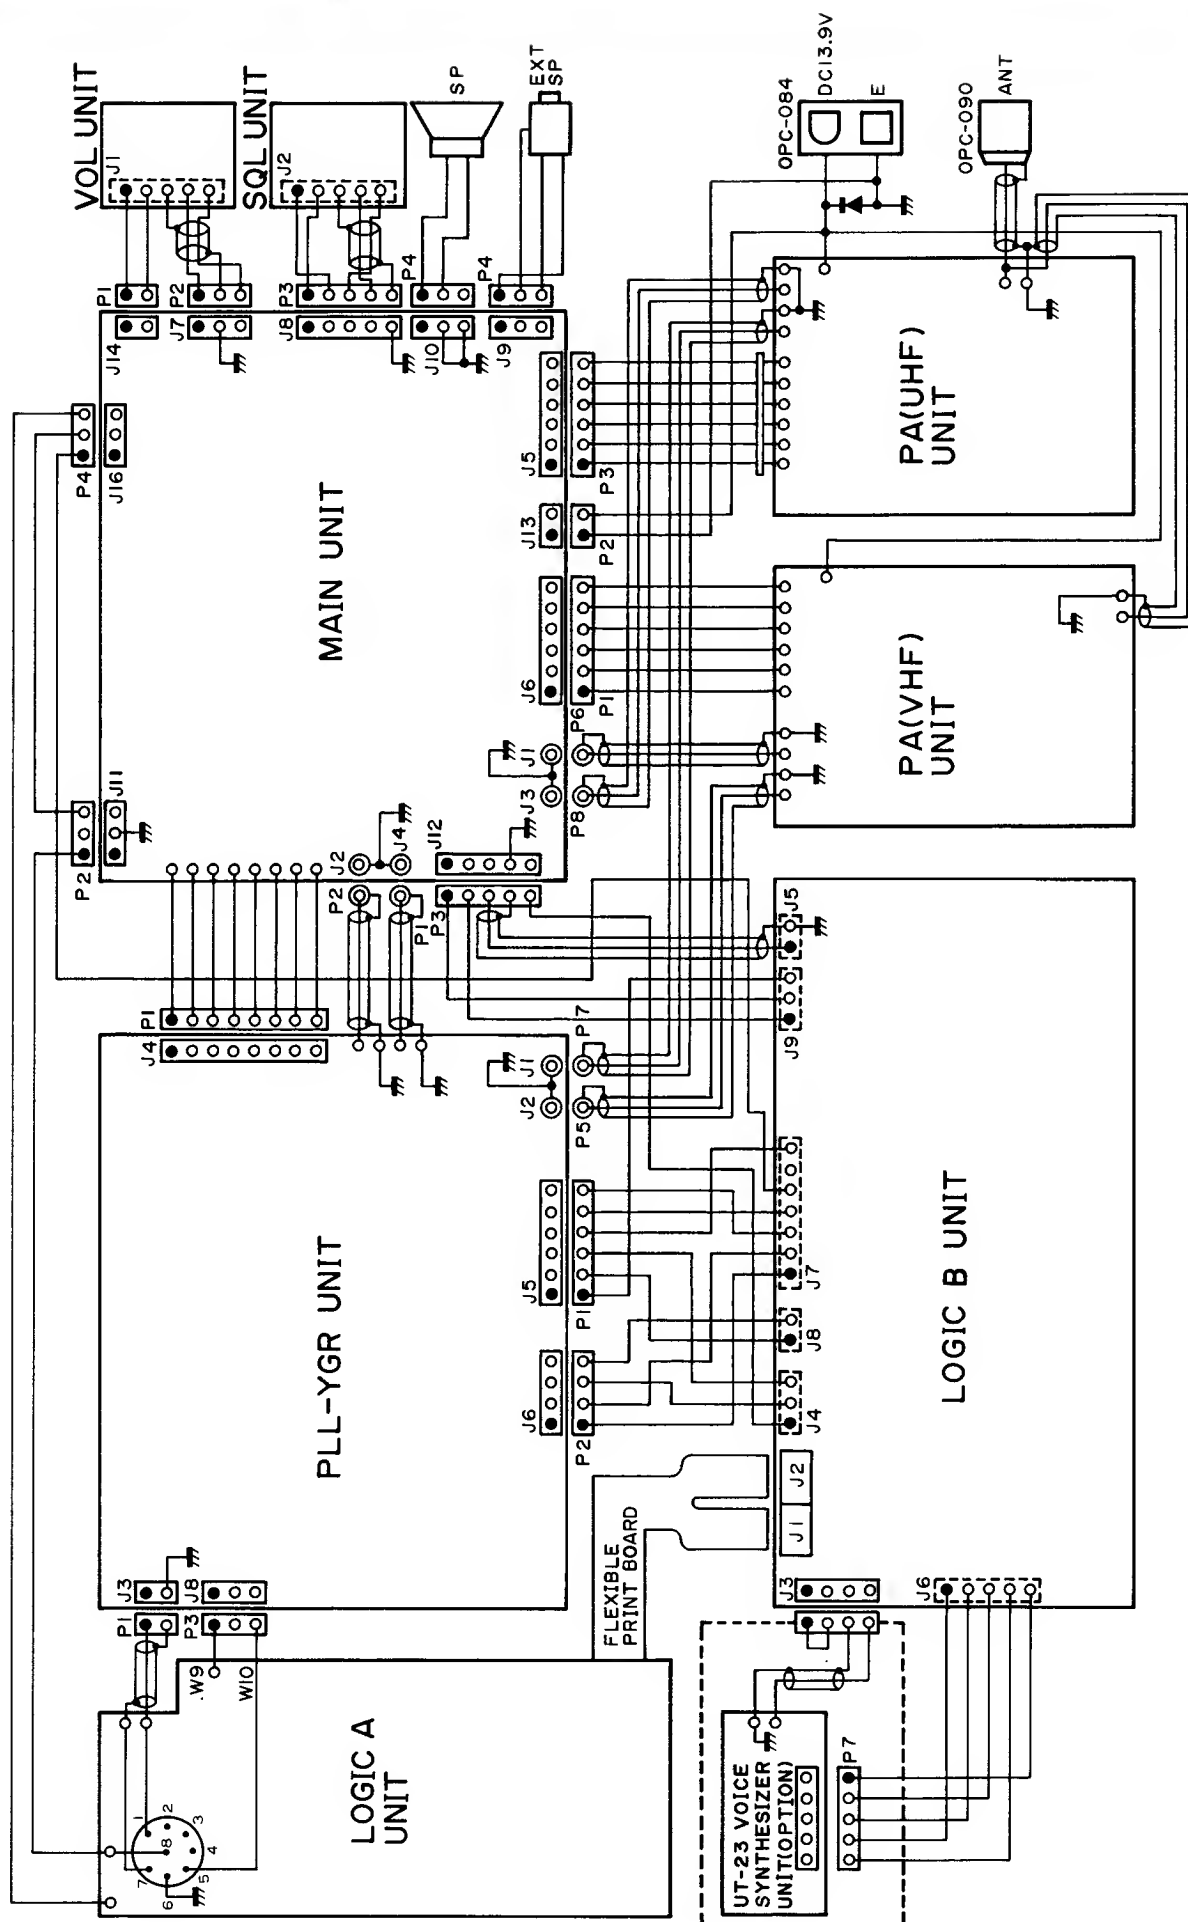 VOL UNIT
J1
SQL UNIT
J2
SP
EXT
SP
OPC-084
DC13.9V
E
OPC-090
ANT
P1
P2
P3
P4
P4
J14
J7
J8
J10
J9
P4
J16
MAIN UNIT
J5
P3
J13
P2
J6
P6
P1
J1
J3
P8
PA(UHF)
UNIT
PA(VHF)
UNIT
P2
J11
J2
J4
J12
P2
P1
P3
P1
J4
PLL-YGR UNIT
J1
J2
P7
P5
J5
P1
J6
P2
J3
J8
P1
P3
W9
W10
J5
J9
J7
J8
J4
J2
J1
J3
J6
LOGIC B UNIT
FLEXIBLE
PRINT BOARD
LOGIC A
UNIT
1
2
3
4
5
6
7
8
UT-23 VOICE
SYNTHESIZER
UNIT(OPTION)
P7